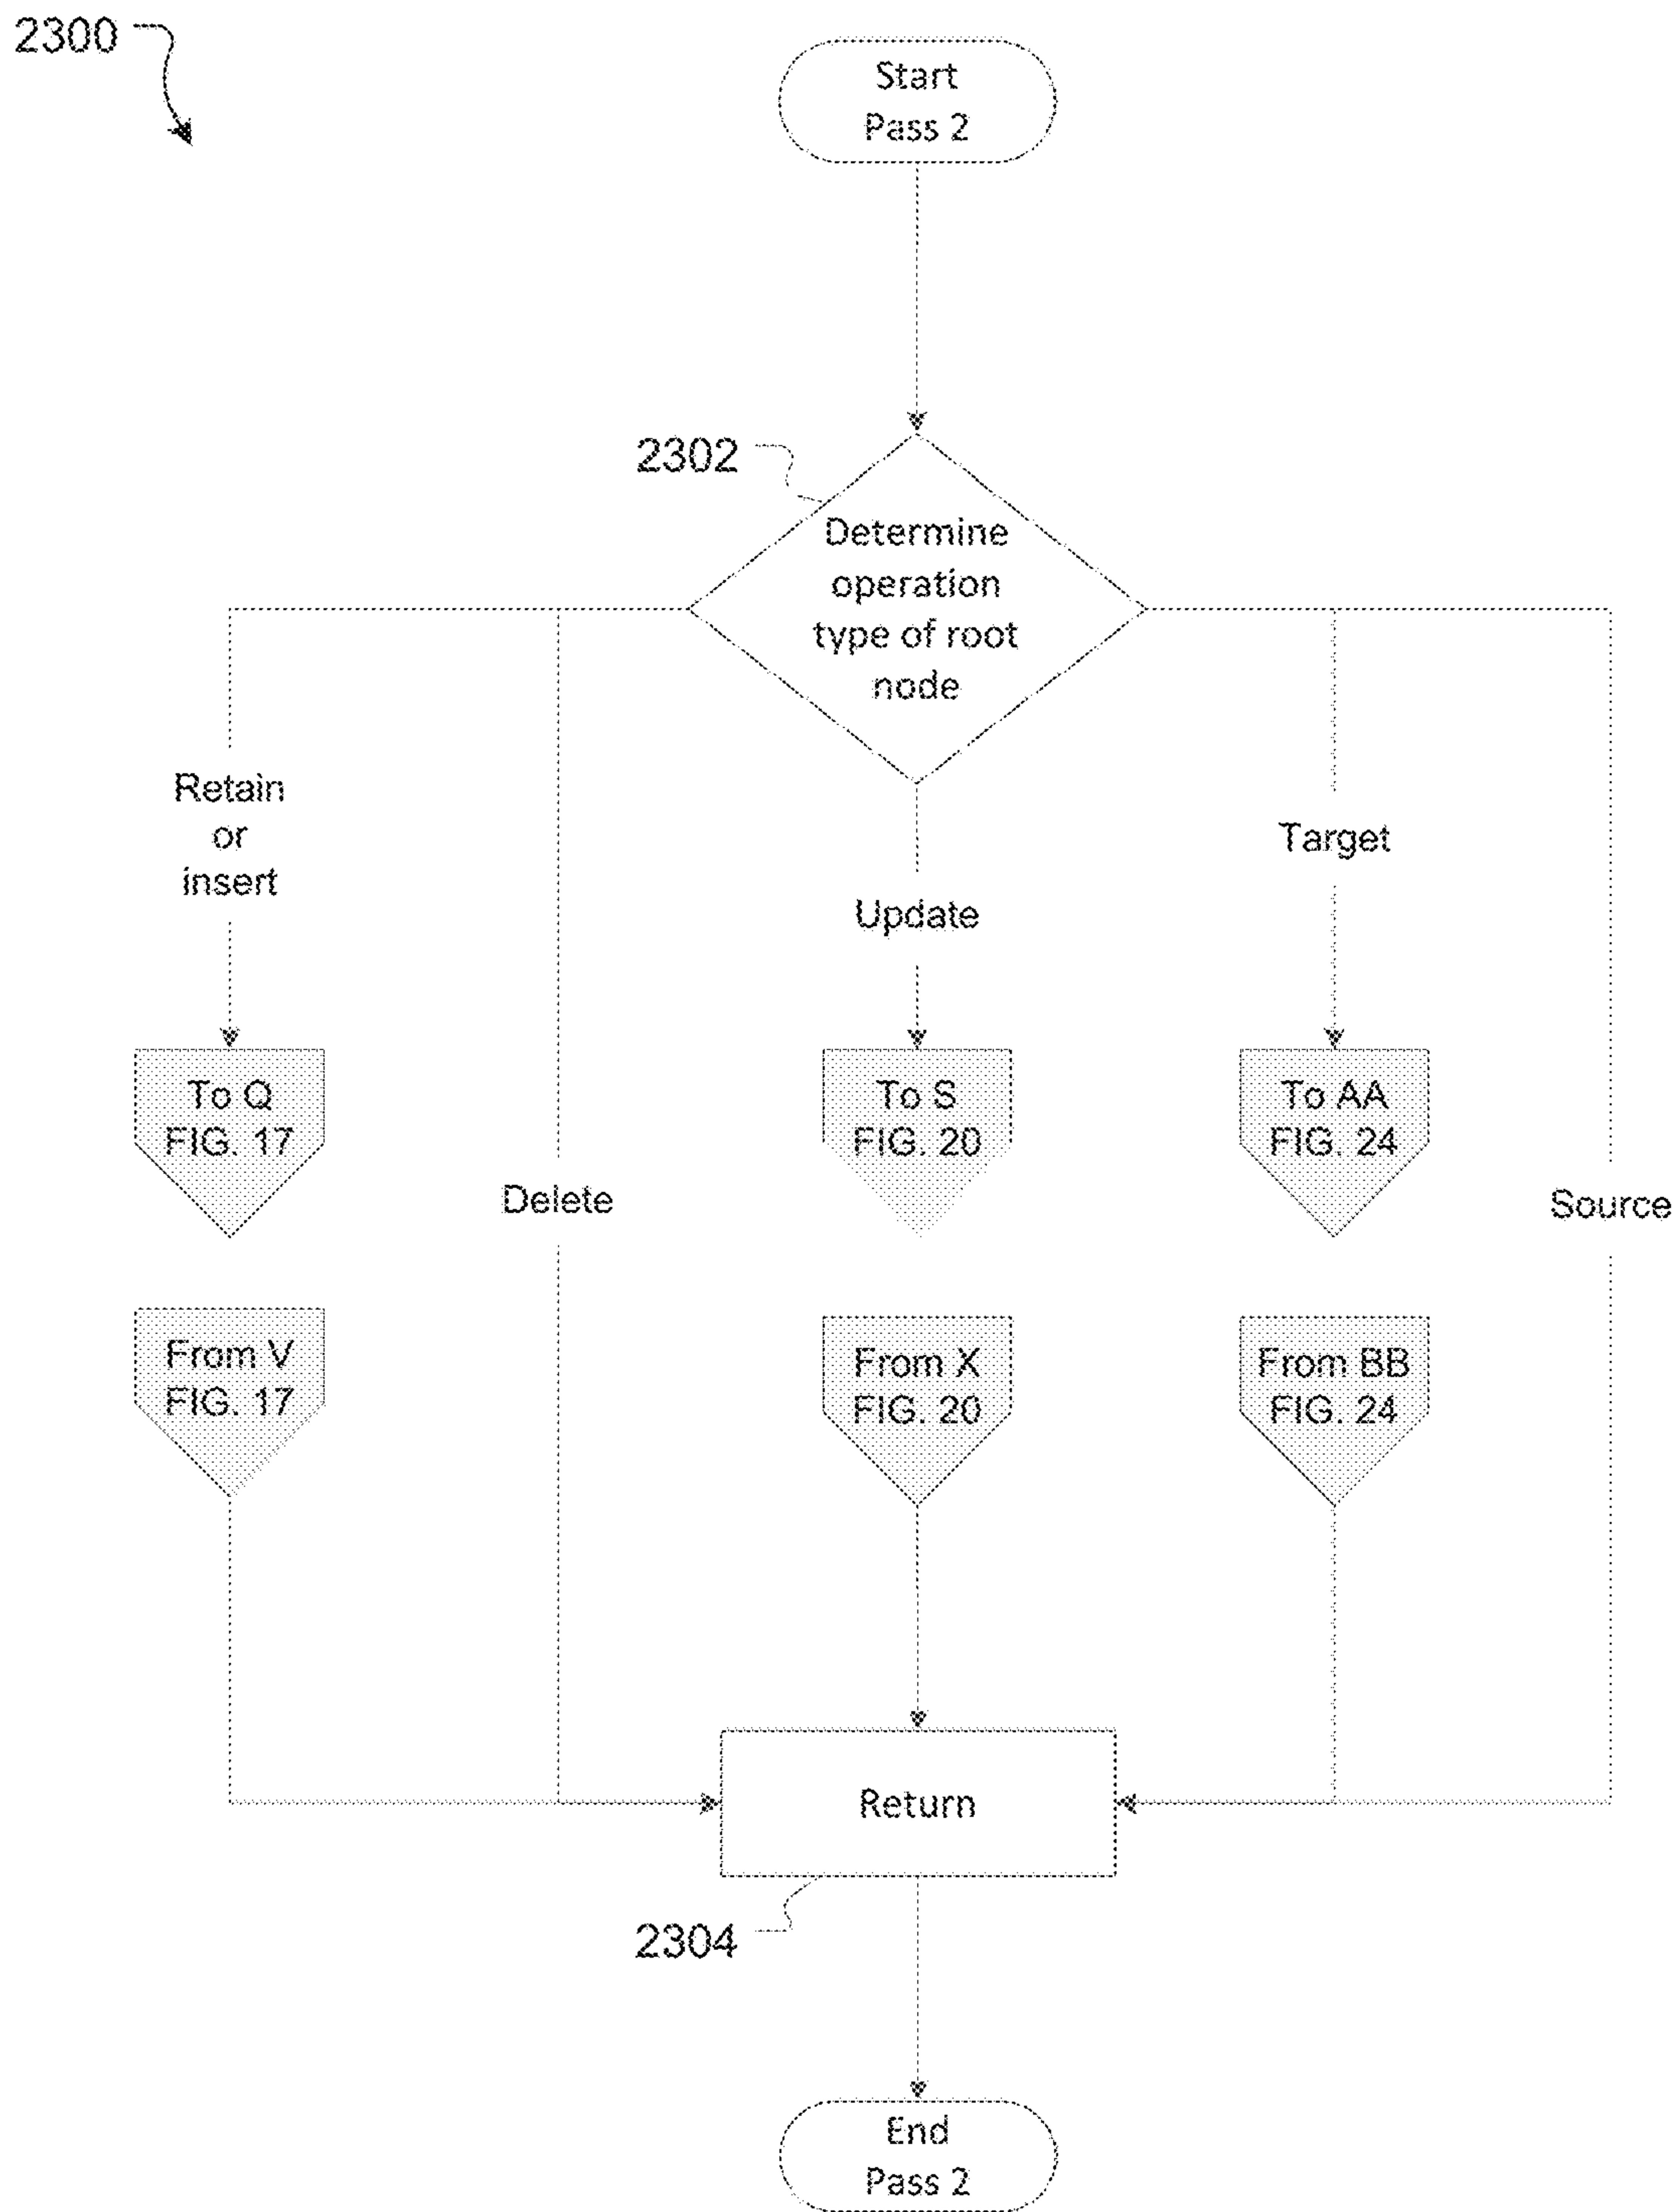 2300
Start
Pass 2
2302
Determine
operation
type of root
node
Retain
or
insert
Target
Update
To Q
FIG. 17
To S
FIG. 20
To AA
FIG. 24
Delete
Source
From V
FIG. 17
From X
FIG. 20
From BB
FIG. 24
Return
2304
End
Pass 2